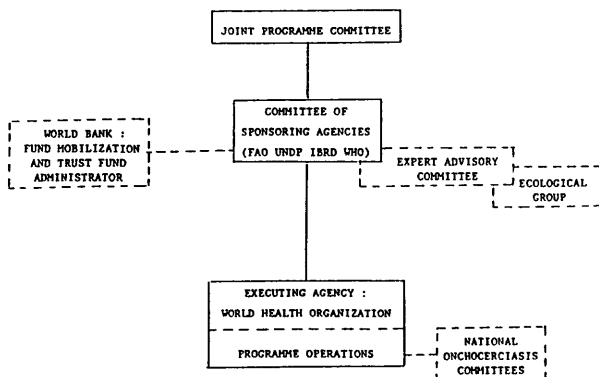 JOINT PROGRAMME COMMITTEE
COMMITTEE OF
SPONSORING AGENCIES
(FAO UNDP IBRD WHO)
WORLD BANK :
FUND MOBILIZATION
AND TRUST FUND
ADMINISTRATOR
EXPERT ADVISORY
COMMITTEE
ECOLOGICAL
GROUP
EXECUTING AGENCY :
WORLD HEALTH ORGANIZATION
PROGRAMME OPERATIONS
NATIONAL
ONCHOCERCIASIS
COMMITTEES